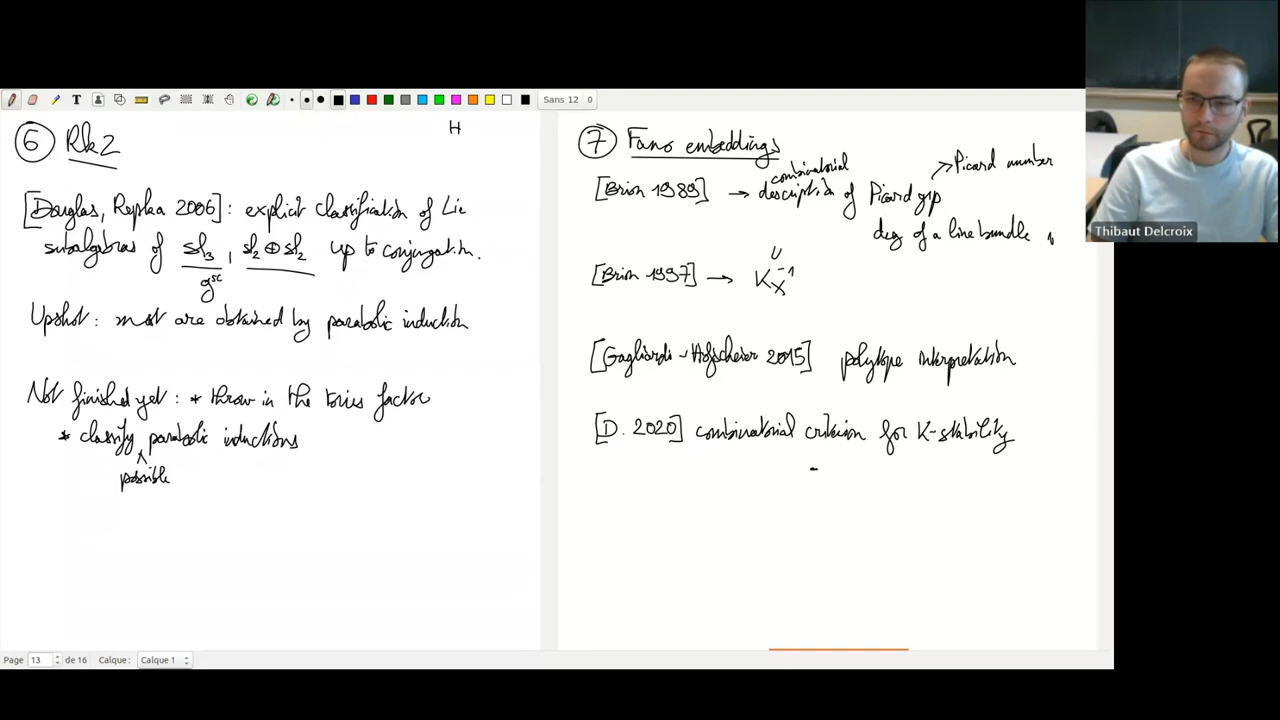 Sans 12 0
H
6 Rk 2
[Douglas, Repka 2006] : explicit classification of Lie
subalgebras of sl₃, sl₂ ⊕ sl₂ up to conjugation.
g^sc
Upshot : most are obtained by parabolic induction
Not finished yet : * throw in the torus factor
* classify parabolic inductions
possible
7 Fano embeddings
combinatorial
Picard number
[Brion 1989] → description of Picard grp
deg of a line bundle
[Brion 1997] → K_X^-1
[Gagliardi - Hofscheier 2015] polytope interpretation
[D. 2020] combinatorial criterion for K-stability
Thibaut Delcroix
Page 13 de 16 Calque : Calque 1